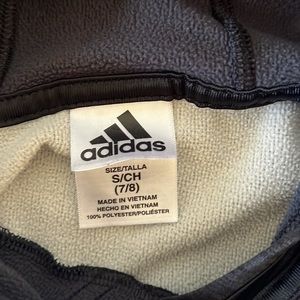 adidas
SIZE/TALLA
S/CH
(7/8)
MADE IN VIETNAM
HECHO EN VIETNAM
100% POLYESTER/POLIÉSTER